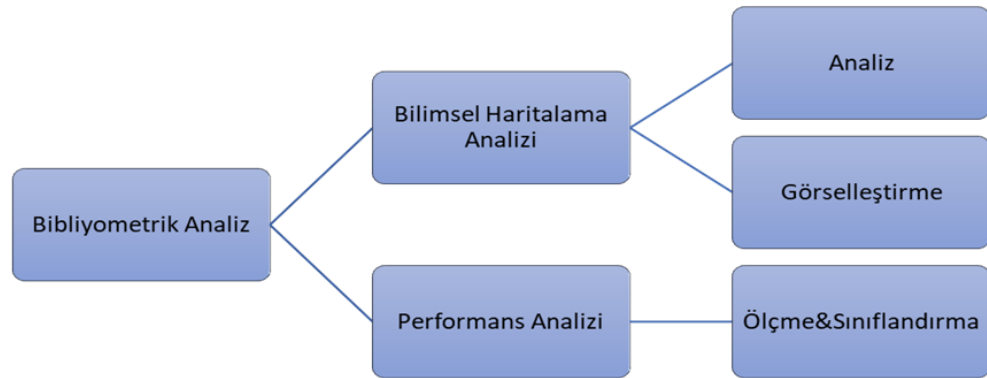 Bibliyometrik Analiz
Bilimsel Haritalama
Analizi
Analiz
Görselleştirme
Performans Analizi
Ölçme&Sınıflandırma